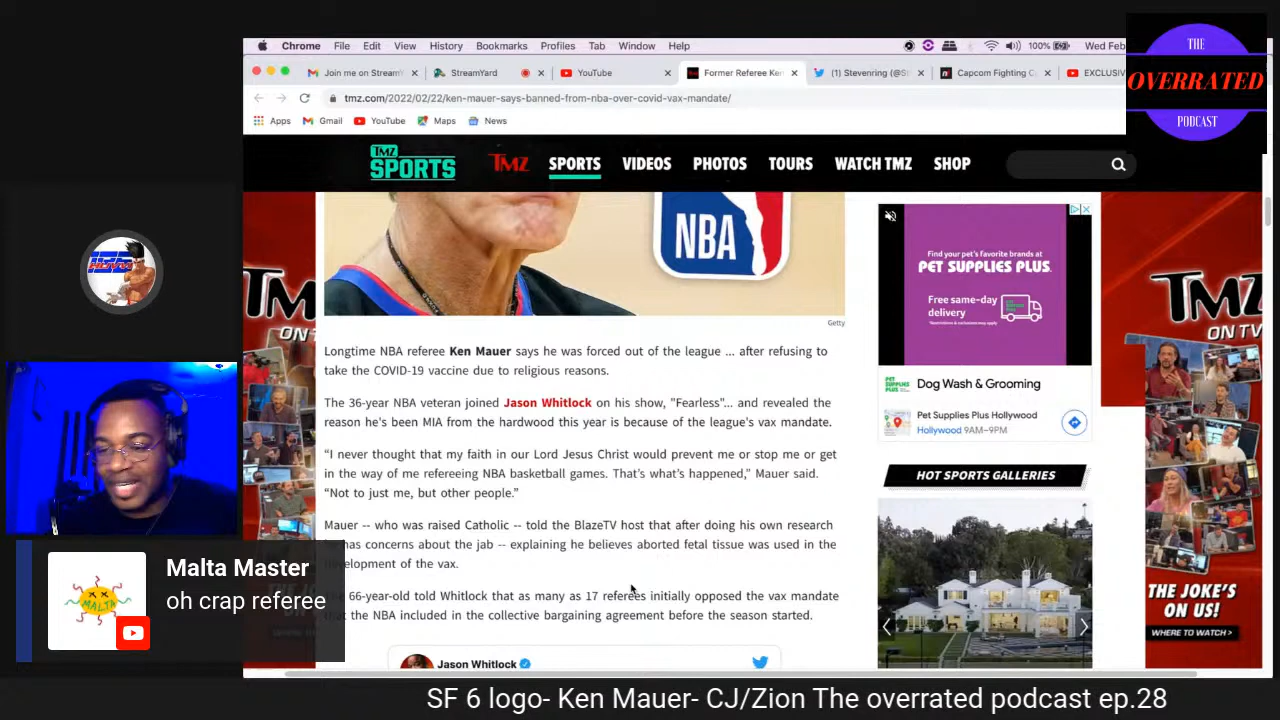 Chrome File Edit View History Bookmarks Profiles Tab Window Help 100% Wed Feb
THE
OVERRATED
PODCAST
Join me on StreamY StreamYard YouTube Former Referee Ken (1) Stevenring (@St Capcom Fighting C EXCLUSIV
tmz.com/2022/02/22/ken-mauer-says-banned-from-nba-over-covid-vax-mandate/
Apps Gmail YouTube Maps News
TMZ
SPORTS
TMZ SPORTS VIDEOS PHOTOS TOURS WATCH TMZ SHOP
NBA
Getty
Longtime NBA referee Ken Mauer says he was forced out of the league ... after refusing to
take the COVID-19 vaccine due to religious reasons.
The 36-year NBA veteran joined Jason Whitlock on his show, "Fearless"... and revealed the
reason he's been MIA from the hardwood this year is because of the league's vax mandate.
“I never thought that my faith in our Lord Jesus Christ would prevent me or stop me or get
in the way of me refereeing NBA basketball games. That's what's happened,” Mauer said.
“Not to just me, but other people.”
Mauer -- who was raised Catholic -- told the BlazeTV host that after doing his own research
has concerns about the jab -- explaining he believes aborted fetal tissue was used in the
of the vax.
66-year-old told Whitlock that as many as 17 referees initially opposed the vax mandate
the NBA included in the collective bargaining agreement before the season started.
Jason Whitlock
Find your pet's favorite brands at
PET SUPPLIES PLUS.
Free same-day
delivery
PET
SUPPLIES
PLUS
Dog Wash & Grooming
Pet Supplies Plus Hollywood
Hollywood 9AM–9PM
HOT SPORTS GALLERIES
TM
ON T
TMZ
ON TV
THE JOKE'S
ON US!
WHERE TO WATCH >
MALTA
Malta Master
oh crap referee
SF 6 logo- Ken Mauer- CJ/Zion The overrated podcast ep.28